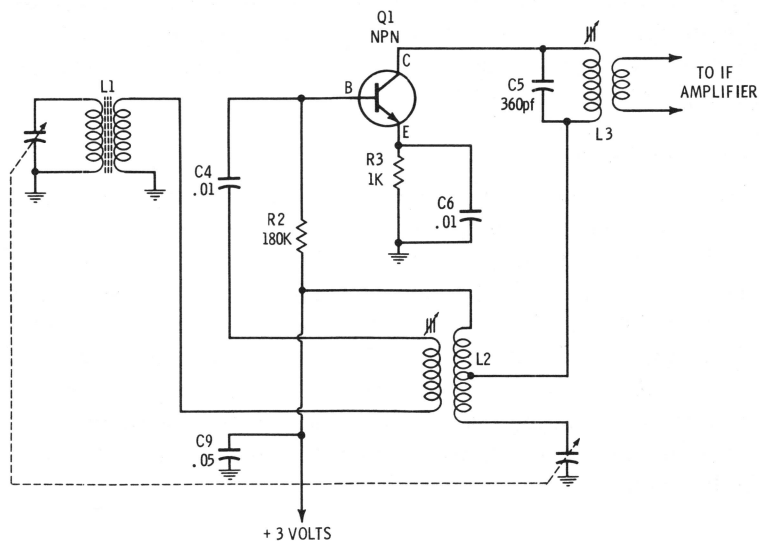 Q1
NPN
C
B
E
L1
C5
360pf
TO IF
AMPLIFIER
L3
R3
1K
C4
.01
C6
.01
R2
180K
L2
C9
.05
+ 3 VOLTS